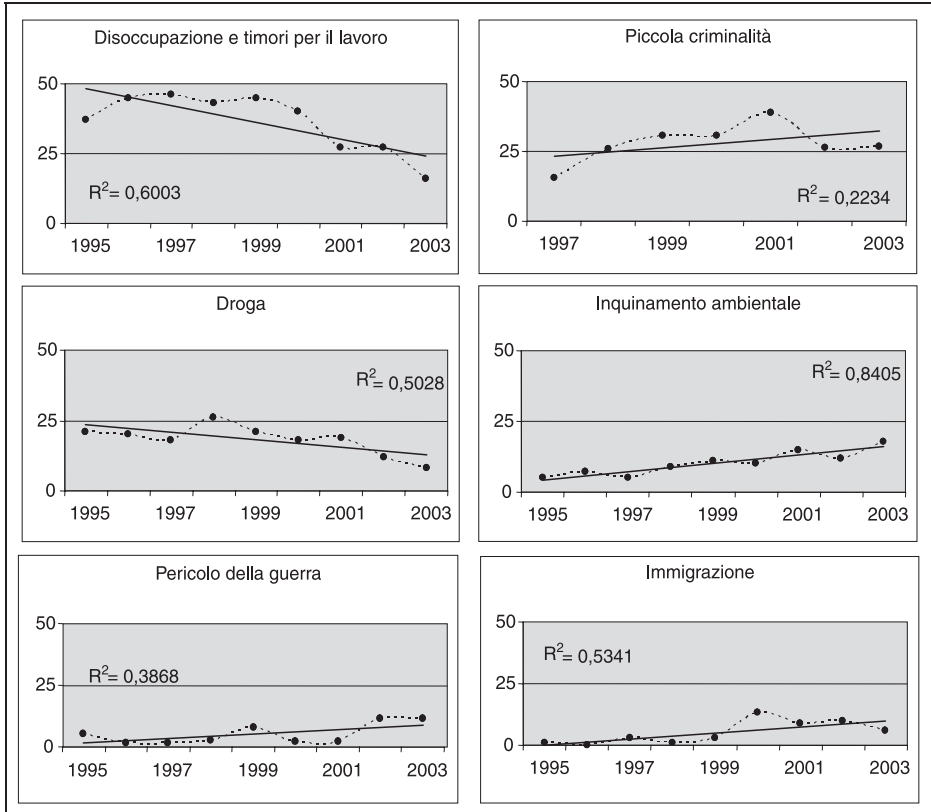 Disoccupazione e timori per il lavoro
50
25
0
R²= 0,6003
1995 1997 1999 2001 2003
Piccola criminalità
50
25
0
R²= 0,2234
1997 1999 2001 2003
Droga
50
25
0
R²= 0,5028
1995 1997 1999 2001 2003
Inquinamento ambientale
50
25
0
R²= 0,8405
1995 1997 1999 2001 2003
Pericolo della guerra
50
25
0
R²= 0,3868
1995 1997 1999 2001 2003
Immigrazione
50
25
0
R²= 0,5341
1995 1997 1999 2001 2003